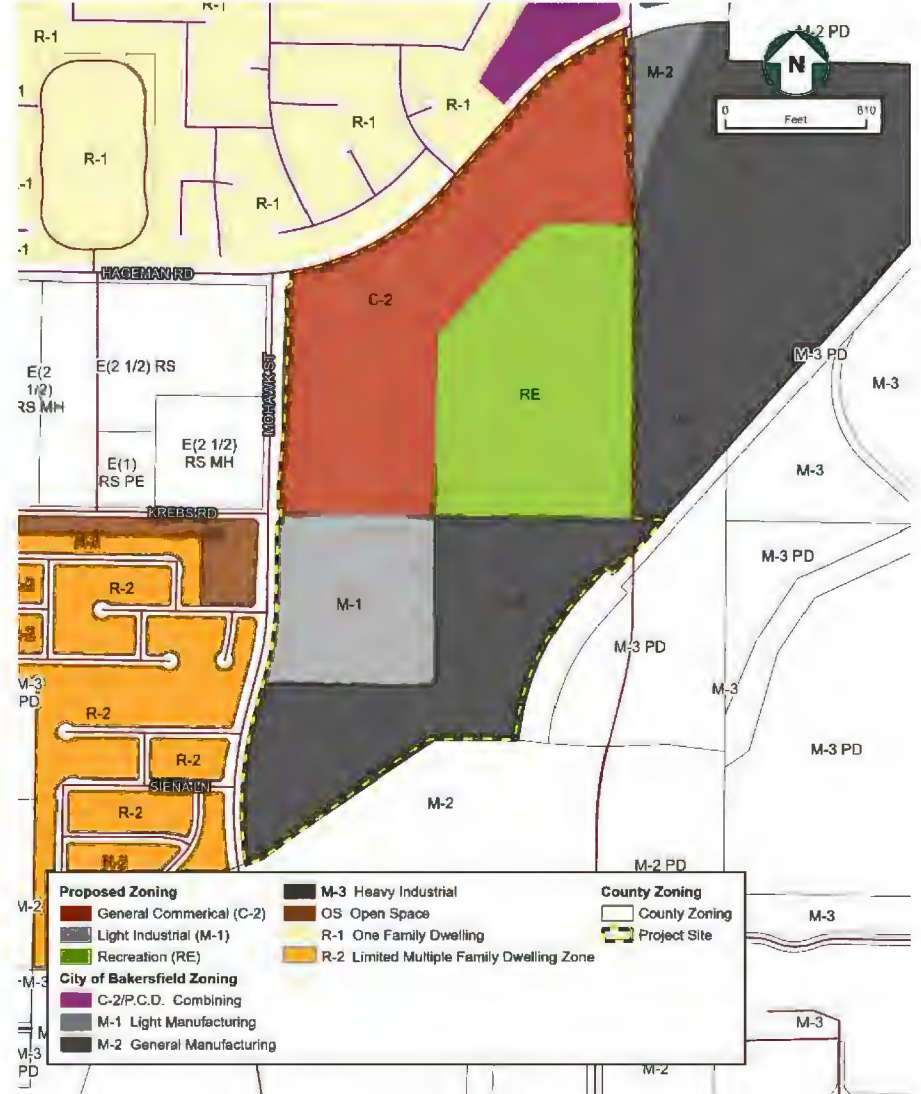 R-1
R-1
M-2 PD
N
M-2
0 810
Feet
R-1
R-1
R-1
R-1
HAGEMAN RD
C-2
MOHAWK ST
E(2
1/2)
RS MH
E(2 1/2) RS
M-3 PD
M-3
RE
E(2 1/2)
RS MH
E(1)
RS PE
M-3
KREBS RD
M-3 PD
R-2
M-1
M-3 PD
M-3
PD
M-3
R-2
M-3 PD
R-2
SIENA LN
M-2
R-2
M-2 PD
Proposed Zoning
General Commerical (C-2)
Light Industrial (M-1)
Recreation (RE)
City of Bakersfield Zoning
C-2/P.C.D. Combining
M-1 Light Manufacturing
M-2 General Manufacturing
M-3 Heavy Industrial
OS Open Space
R-1 One Family Dwelling
R-2 Limited Multiple Family Dwelling Zone
County Zoning
County Zoning
Project Site
M-2
M-3
M-3
M-3
M-3
PD
M-2